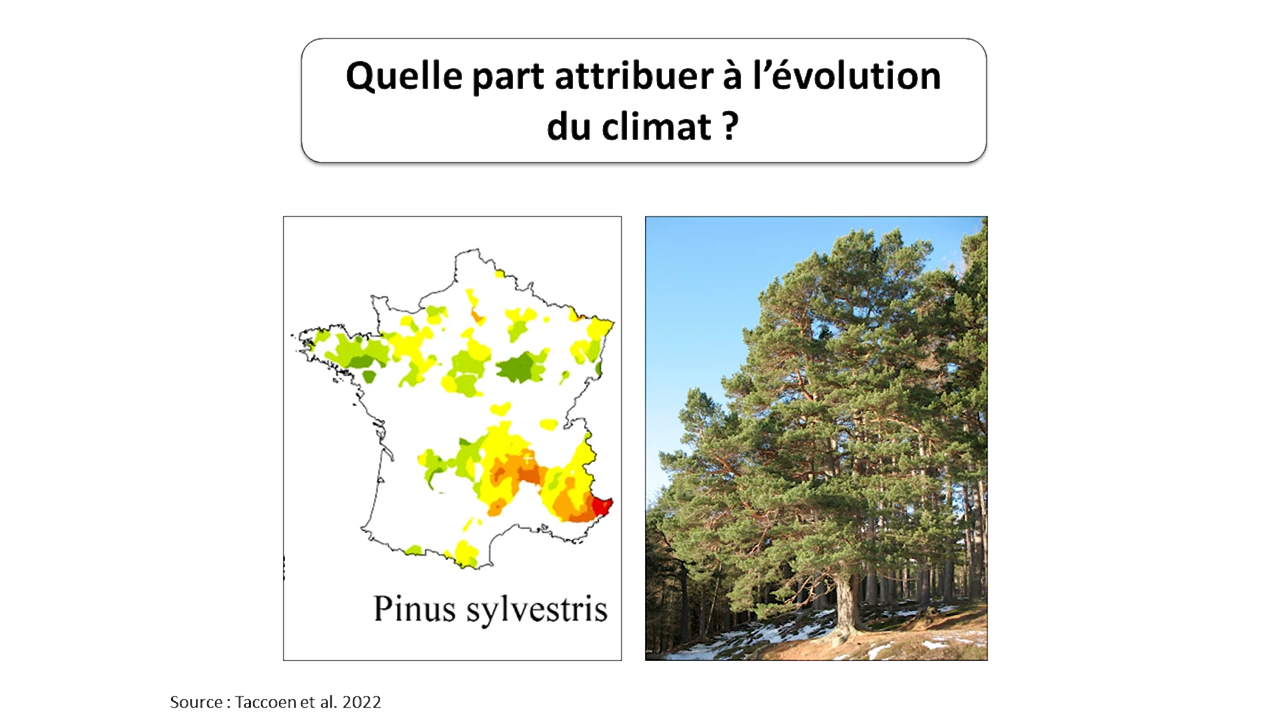 Quelle part attribuer à l’évolution
du climat ?
Pinus sylvestris
Source : Taccoen et al. 2022